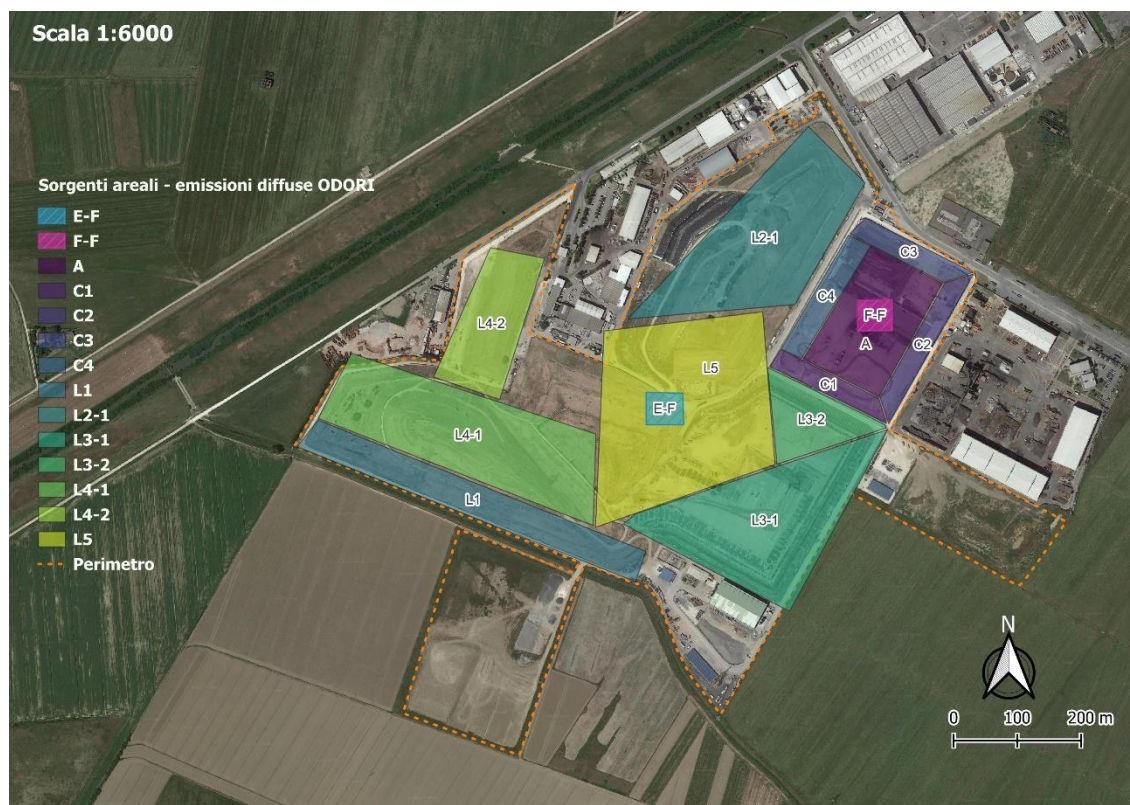 Scala 1:6000
Sorgenti areali - emissioni diffuse ODORI
E-F
F-F
A
C1
C2
C3
C4
L1
L2-1
L3-1
L3-2
L4-1
L4-2
L5
Perimetro
L2-1
C3
C4
F-F
L4-2
A
C2
L5
C1
E-F
L3-2
L4-1
L1
L3-1
N
0 100 200 m